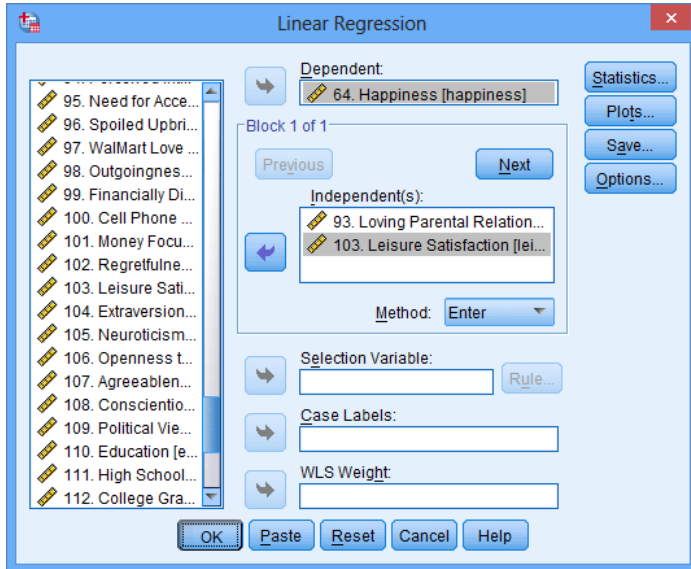 Linear Regression
95. Need for Acce...
96. Spoiled Upbri...
97. WalMart Love ...
98. Outgoingnes...
99. Financially Di...
100. Cell Phone ...
101. Money Focu...
102. Regretfulne...
103. Leisure Sati...
104. Extraversion...
105. Neuroticism...
106. Openness t...
107. Agreeablen...
108. Conscientio...
109. Political Vie...
110. Education [e...
111. High School...
112. College Gra...
Dependent:
64. Happiness [happiness]
Block 1 of 1
Previous
Next
Independent(s):
93. Loving Parental Relation...
103. Leisure Satisfaction [lei...
Method: Enter
Selection Variable:
Rule...
Case Labels:
WLS Weight:
Statistics...
Plots...
Save...
Options...
OK
Paste
Reset
Cancel
Help